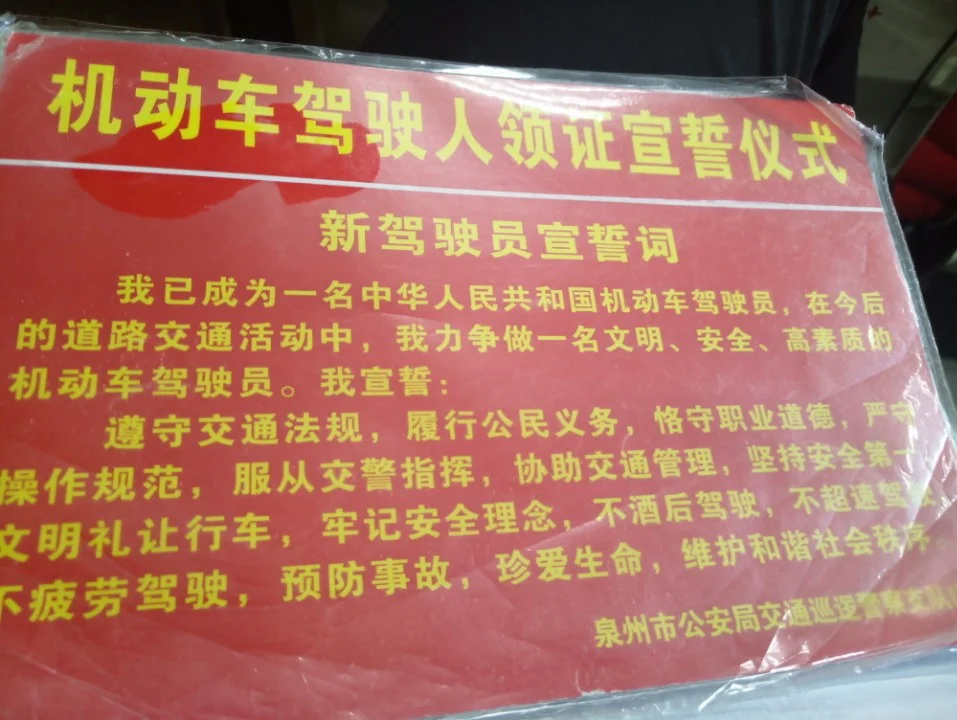 机动车驾驶人领证宣誓仪式
新驾驶员宣誓词
我已成为一名中华人民共和国机动车驾驶员，在今后
的道路交通活动中，我力争做一名文明、安全、高素质的
机动车驾驶员。我宣誓：
遵守交通法规，履行公民义务，恪守职业道德，严守
操作规范，服从交警指挥，协助交通管理，坚持安全第一
文明礼让行车，牢记安全理念，不酒后驾驶，不超速驾驶，
不疲劳驾驶，预防事故，珍爱生命，维护和谐社会秩序。
泉州市公安局交通巡逻警察支队